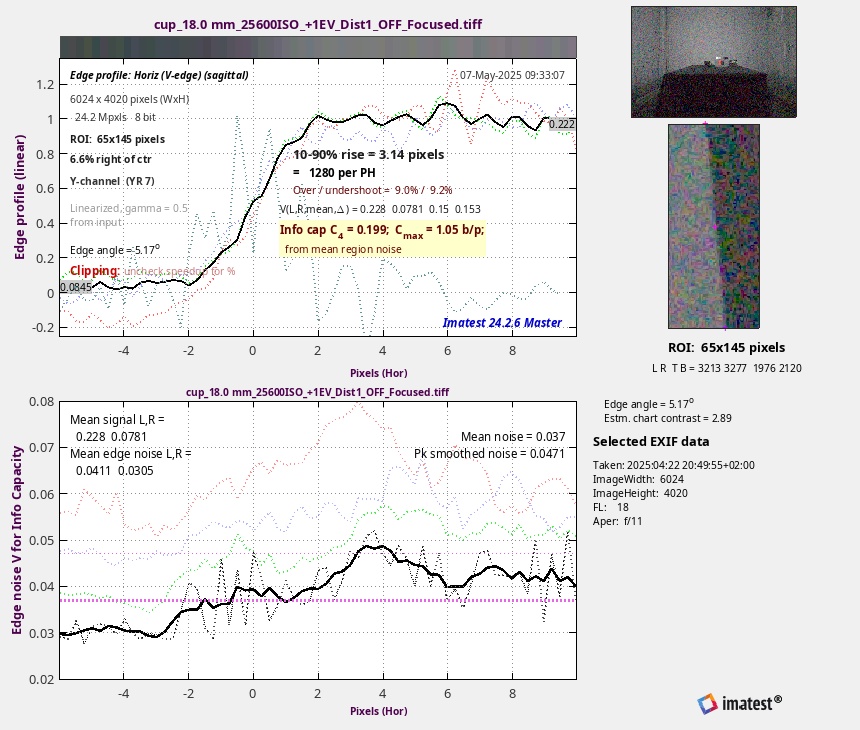 cup_18.0 mm_25600ISO_+1EV_Dist1_OFF_Focused.tiff
Edge profile: Horiz (V-edge) (sagittal)
07-May-2025 09:33:07
6024 x 4020 pixels (WxH)
24.2 Mpxls 8 bit
ROI: 65x145 pixels
6.6% right of ctr
Y-channel (YR 7)
Linearized, gamma = 0.5
from input
Edge angle = 5.17º
Clipping: uncheck speedup for %
10-90% rise = 3.14 pixels
= 1280 per PH
Over / undershoot = 9.0% / 9.2%
V(L,R,mean,Δ) = 0.228 0.0781 0.15 0.153
Info cap C4 = 0.199; Cmax = 1.05 b/p;
from mean region noise
0.222
0.0845
Imatest 24.2.6 Master
Edge profile (linear)
1.2
1
0.8
0.6
0.4
0.2
0
-0.2
-4 -2 0 2 4 6 8
Pixels (Hor)
cup_18.0 mm_25600ISO_+1EV_Dist1_OFF_Focused.tiff
Mean signal L,R =
0.228 0.0781
Mean edge noise L,R =
0.0411 0.0305
Mean noise = 0.037
Pk smoothed noise = 0.0471
Edge noise V for Info Capacity
0.08
0.07
0.06
0.05
0.04
0.03
0.02
-4 -2 0 2 4 6 8
Pixels (Hor)
ROI: 65x145 pixels
L R T B = 3213 3277 1976 2120
Edge angle = 5.17º
Estm. chart contrast = 2.89
Selected EXIF data
Taken: 2025:04:22 20:49:55+02:00
ImageWidth: 6024
ImageHeight: 4020
FL: 18
Aper: f/11
imatest®